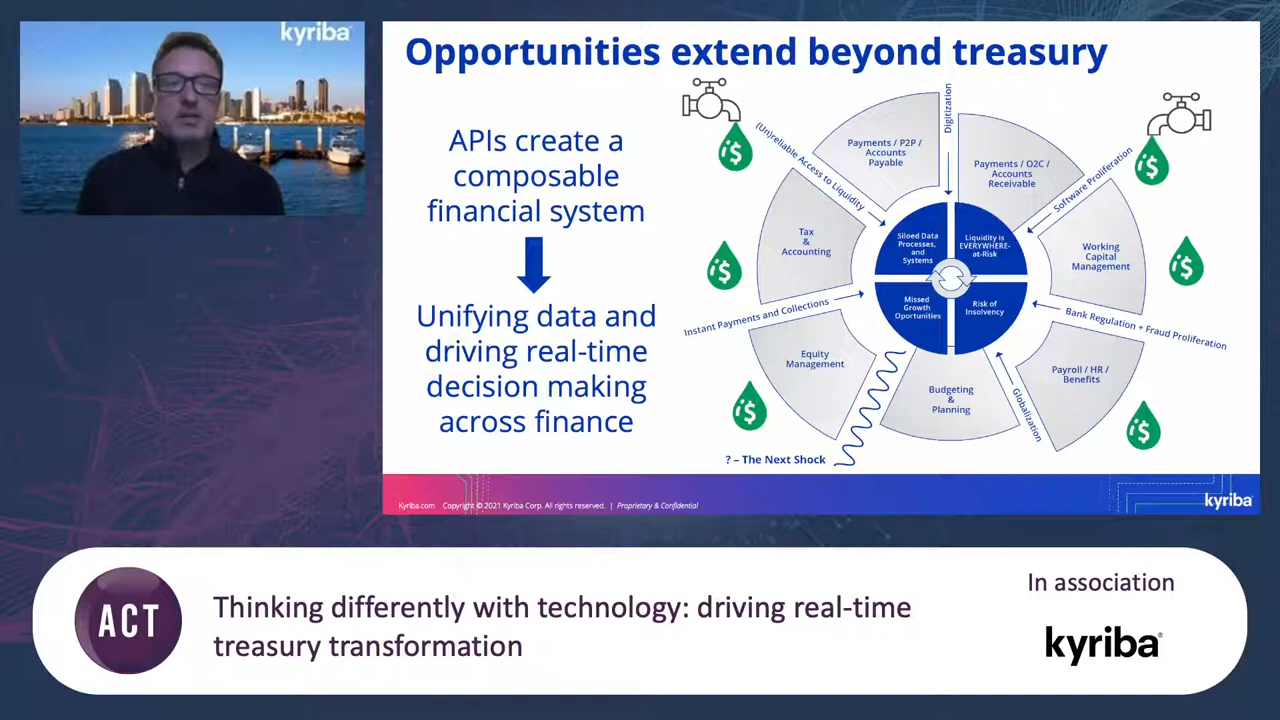 kyriba
Opportunities extend beyond treasury
APIs create a
composable
financial system
Unifying data and
driving real-time
decision making
across finance
(Un)reliable Access to Liquidity
Payments / P2P /
Accounts
Payable
Digitization
Payments / O2C /
Accounts
Receivable
Software Proliferation
Tax
&
Accounting
Siloed Data
Processes,
and
Systems
Liquidity is
EVERYWHERE-
at-Risk
Working
Capital
Management
Instant Payments and Collections
Missed
Growth
Oportunities
Risk of
Insolvency
Bank Regulation + Fraud Proliferation
Equity
Management
Budgeting
&
Planning
Globalization
Payroll / HR /
Benefits
i$
i$
i$
i$
i$
i$
? – The Next Shock
Kyriba.com Copyright © 2021 Kyriba Corp. All rights reserved. | Proprietary & Confidential
kyriba
ACT
Thinking differently with technology: driving real-time
treasury transformation
In association
kyriba